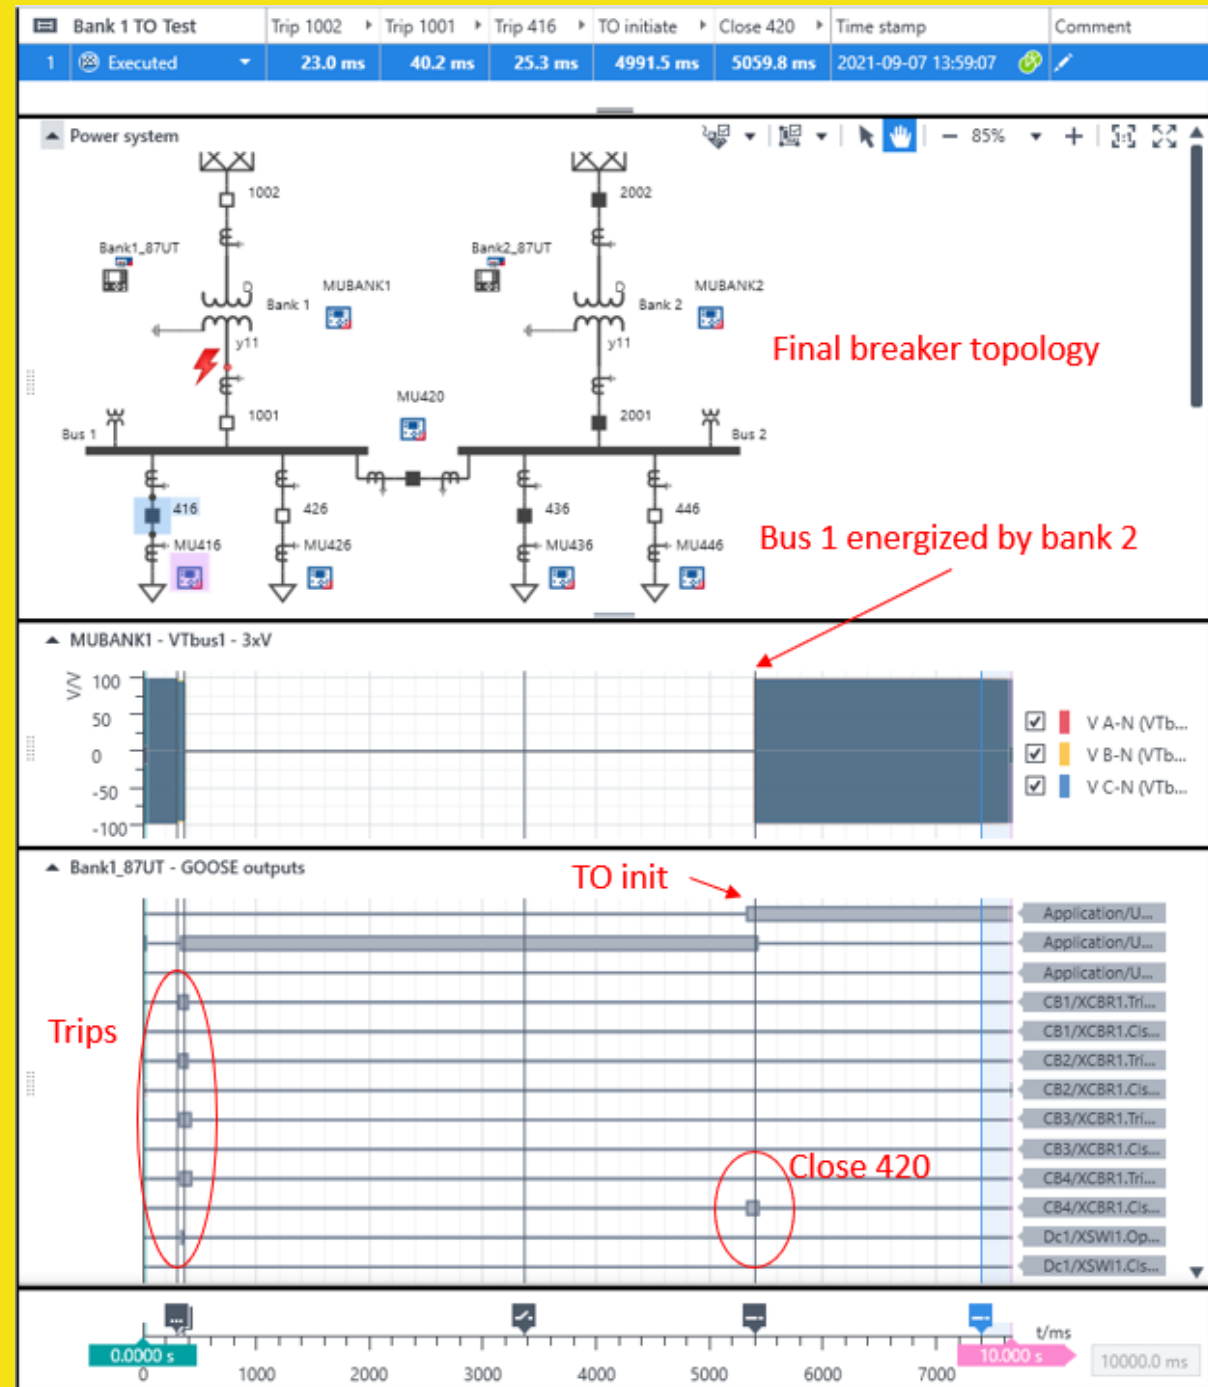 Bank 1 TO Test Trip 1002 Trip 1001 Trip 416 TO initiate Close 420 Time stamp Comment
1 Executed 23.0 ms 40.2 ms 25.3 ms 4991.5 ms 5059.8 ms 2021-09-07 13:59:07
Power system 85% 1:1
1002 2002
Bank1_87UT Bank2_87UT
D MUBANK1 D MUBANK2
Bank 1 Bank 2
y11 y11
Final breaker topology
MU420
1001 2001
Bus 1 Bus 2
416 426 436 446
MU416 MU426 MU436 MU446
Bus 1 energized by bank 2
MUBANK1 - VTbus1 - 3xV
V/V
100
50
0
-50
-100
V A-N (VTb...
V B-N (VTb...
V C-N (VTb...
Bank1_87UT - GOOSE outputs
TO init
Application/U...
Application/U...
Application/U...
CB1/XCBR1.Tri...
Trips
CB1/XCBR1.Cls...
CB2/XCBR1.Tri...
CB2/XCBR1.Cls...
CB3/XCBR1.Tri...
CB3/XCBR1.Cls...
Close 420
CB4/XCBR1.Tri...
CB4/XCBR1.Cls...
Dc1/XSWI1.Op...
Dc1/XSWI1.Cls...
t/ms
0.0000 s 10.000 s 10000.0 ms
0 1000 2000 3000 4000 5000 6000 7000